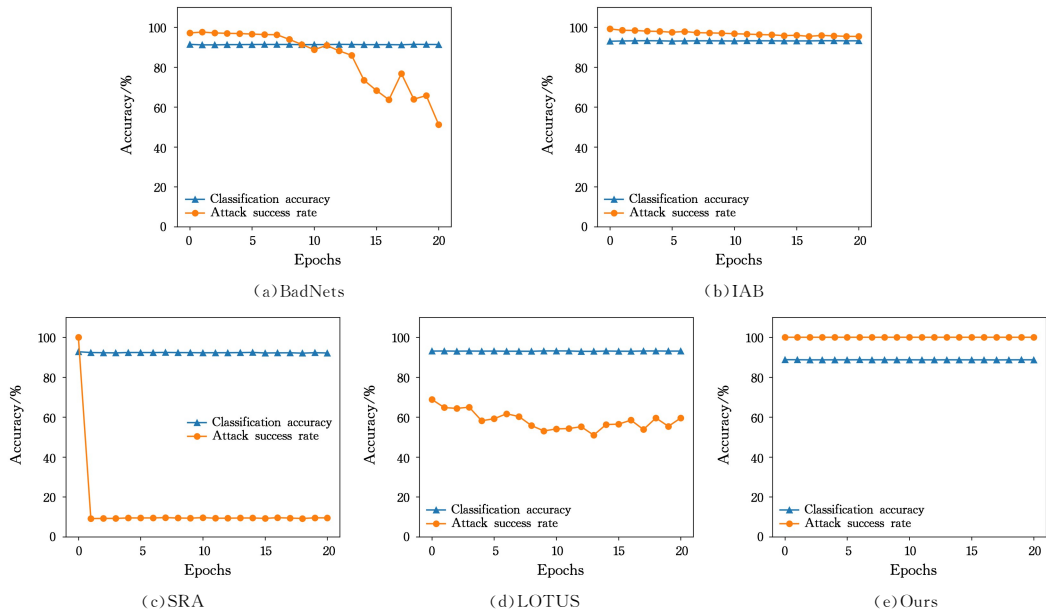 100
80
60
40
20
0
Accuracy/%
Classification accuracy
Attack success rate
0 5 10 15 20
Epochs
(a)BadNets
100
80
60
40
20
0
Accuracy/%
Classification accuracy
Attack success rate
0 5 10 15 20
Epochs
(b)IAB
100
80
60
40
20
0
Accuracy/%
Classification accuracy
Attack success rate
0 5 10 15 20
Epochs
(c)SRA
100
80
60
40
20
0
Accuracy/%
Classification accuracy
Attack success rate
0 5 10 15 20
Epochs
(d)LOTUS
100
80
60
40
20
0
Accuracy/%
Classification accuracy
Attack success rate
0 5 10 15 20
Epochs
(e)Ours